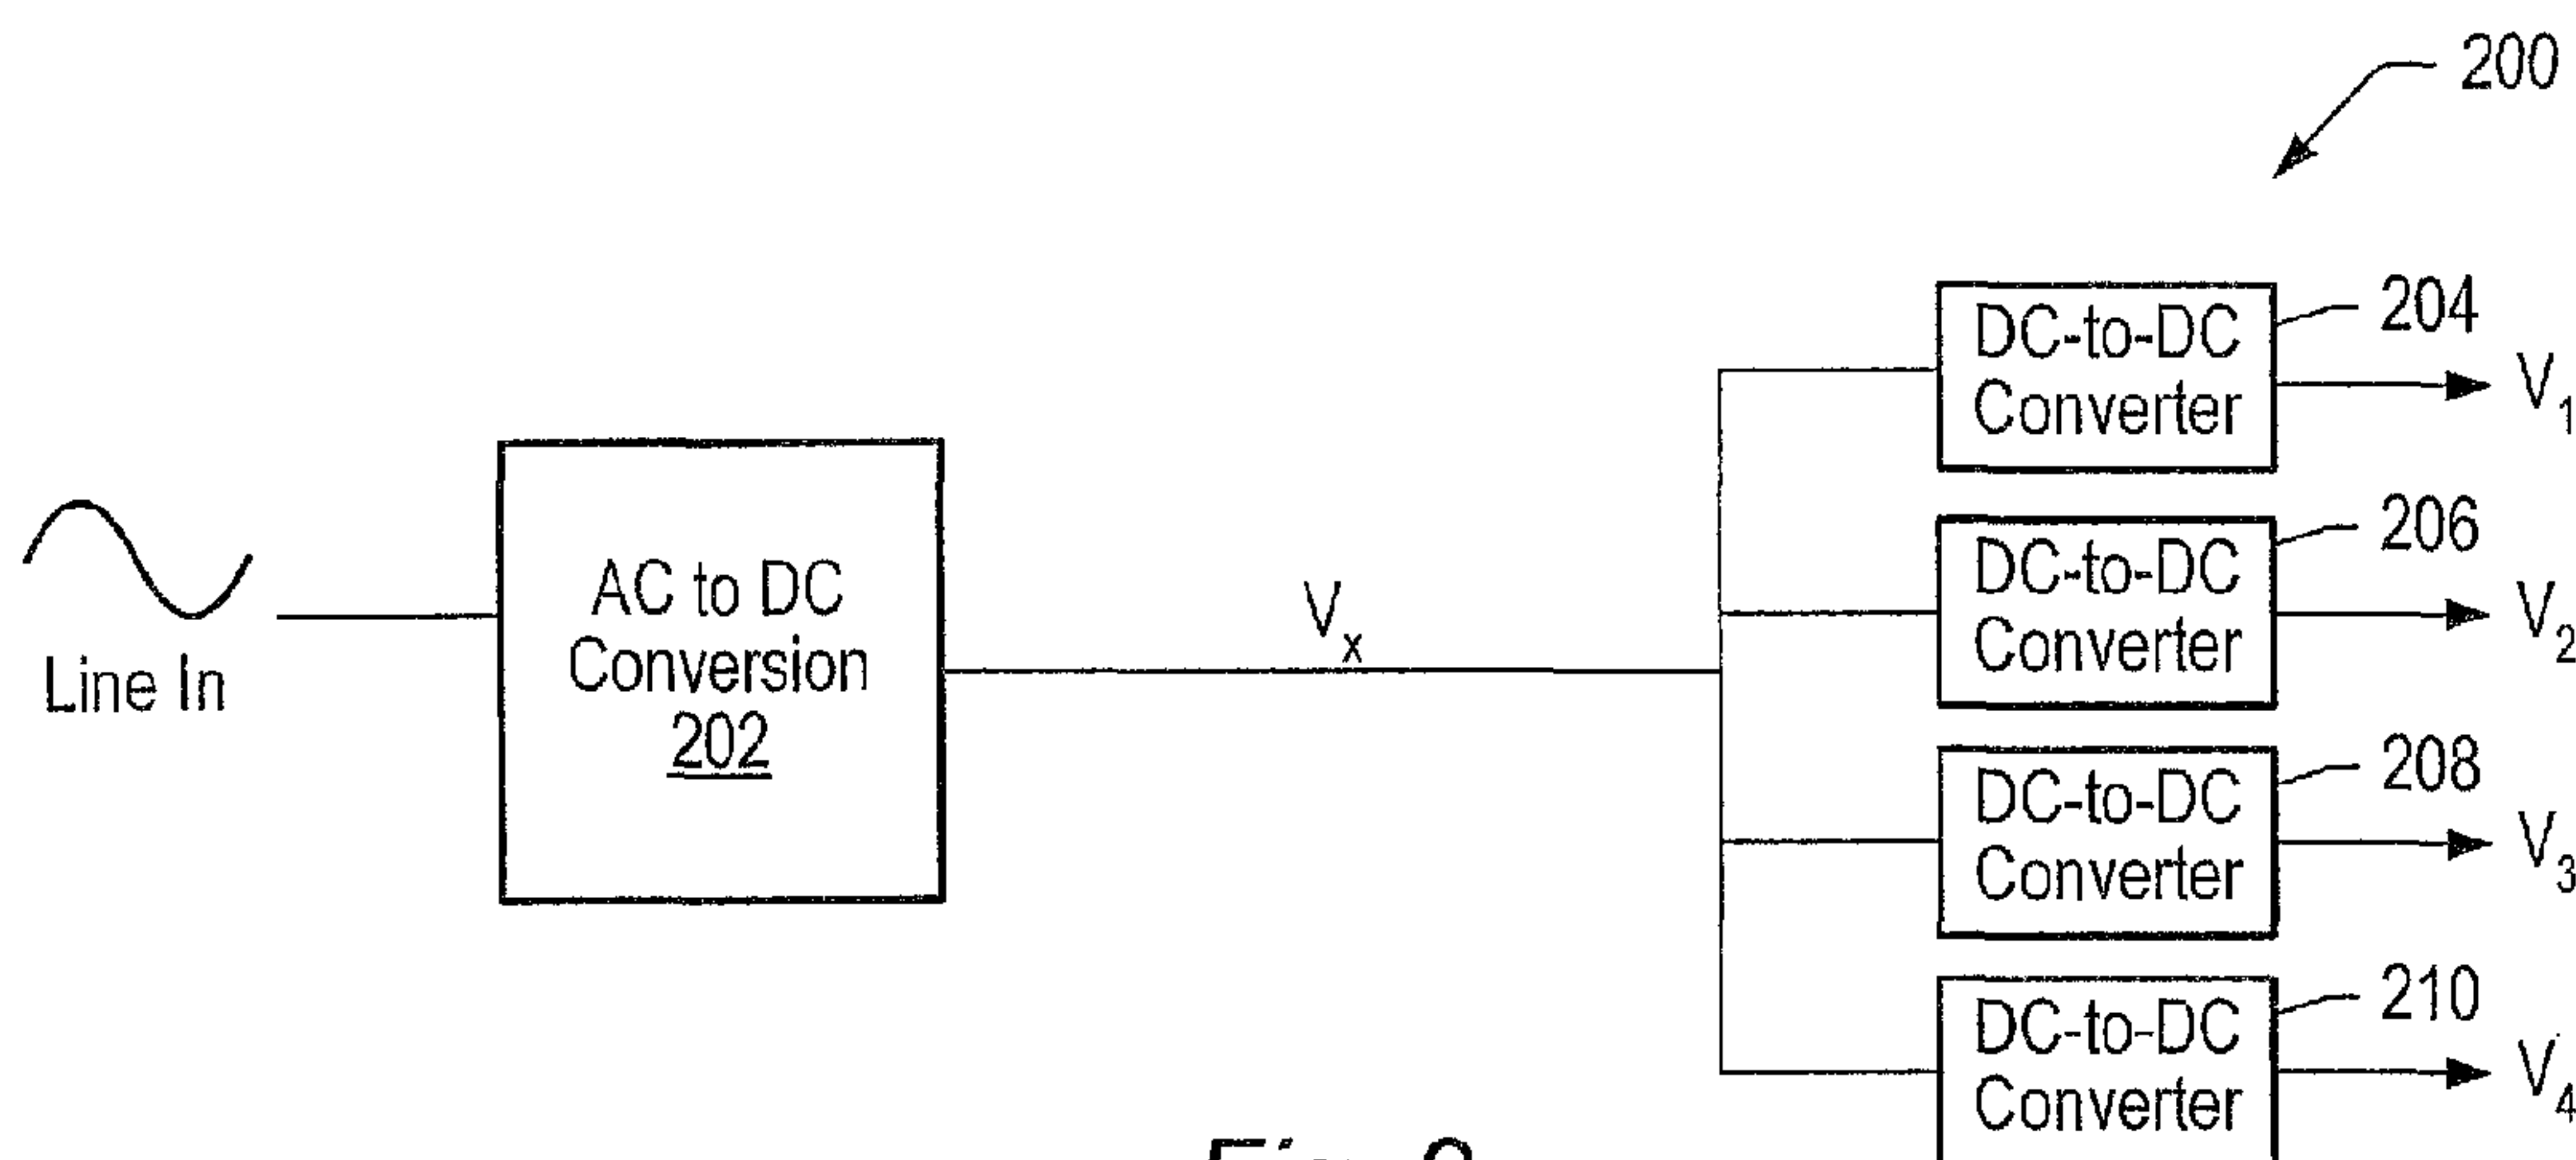 200
DC-to-DC
Converter
204
V1
DC-to-DC
Converter
206
V2
Line In
AC to DC
Conversion
202
Vx
DC-to-DC
Converter
208
V3
DC-to-DC
Converter
210
V4